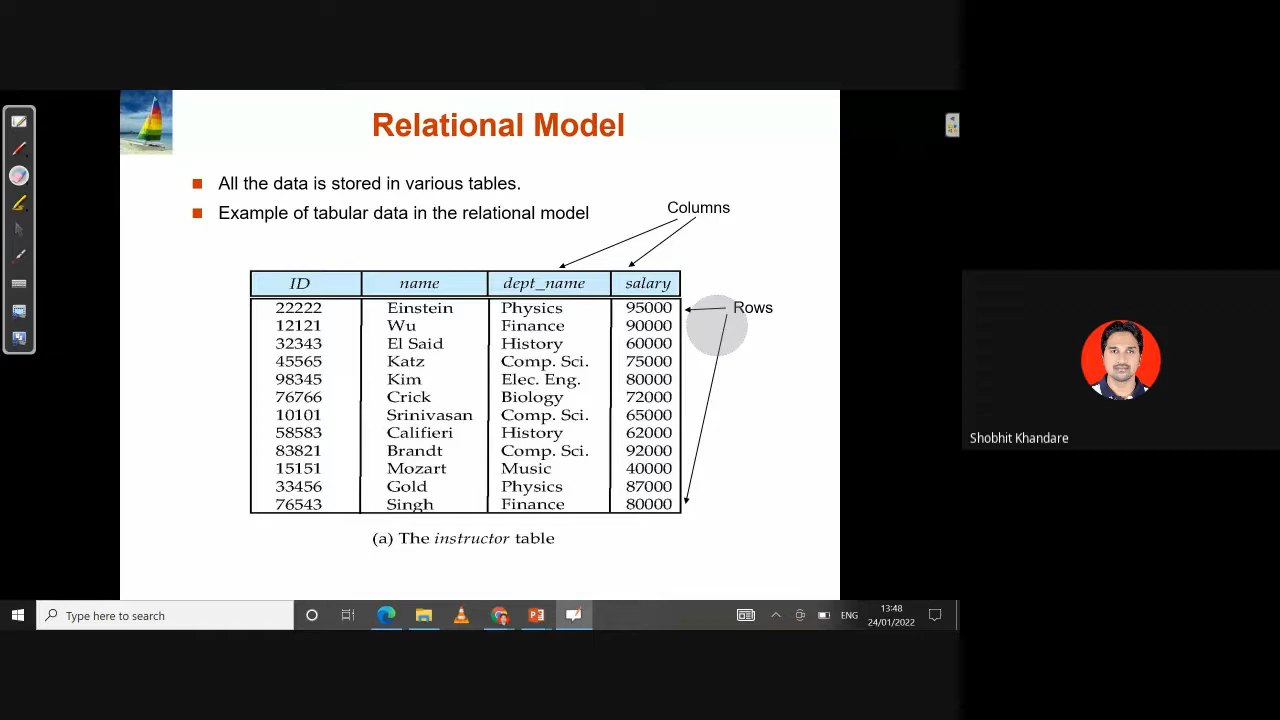 Relational Model
All the data is stored in various tables.
Example of tabular data in the relational model
Columns
ID name dept_name salary
22222 Einstein Physics 95000
Rows
12121 Wu Finance 90000
32343 El Said History 60000
45565 Katz Comp. Sci. 75000
98345 Kim Elec. Eng. 80000
76766 Crick Biology 72000
10101 Srinivasan Comp. Sci. 65000
58583 Califieri History 62000
83821 Brandt Comp. Sci. 92000
15151 Mozart Music 40000
33456 Gold Physics 87000
76543 Singh Finance 80000
(a) The instructor table
Shobhit Khandare
Type here to search
ENG
13:48
24/01/2022